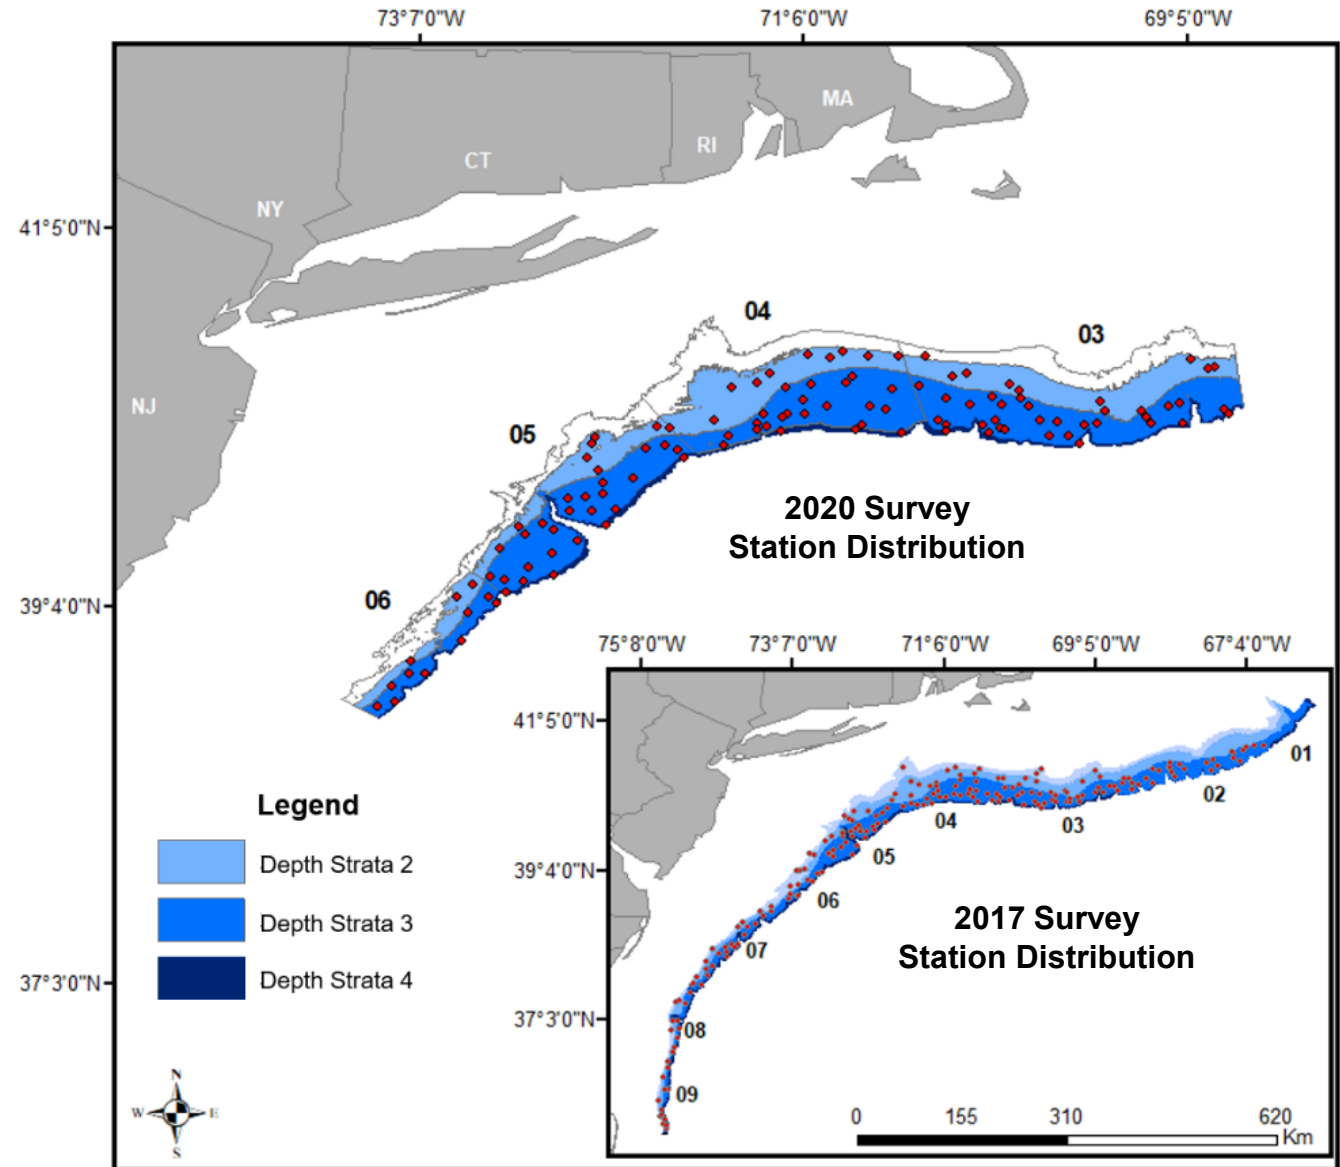 73°7'0"W
71°6'0"W
69°5'0"W
MA
RI
CT
NY
41°5'0"N
04
03
NJ
05
2020 Survey
Station Distribution
06
39°4'0"N
75°8'0"W
73°7'0"W
71°6'0"W
69°5'0"W
67°4'0"W
41°5'0"N
01
02
04
03
05
39°4'0"N
06
2017 Survey
Station Distribution
07
37°3'0"N
08
09
Legend
Depth Strata 2
Depth Strata 3
Depth Strata 4
37°3'0"N
N
W
E
S
0
155
310
620
Km